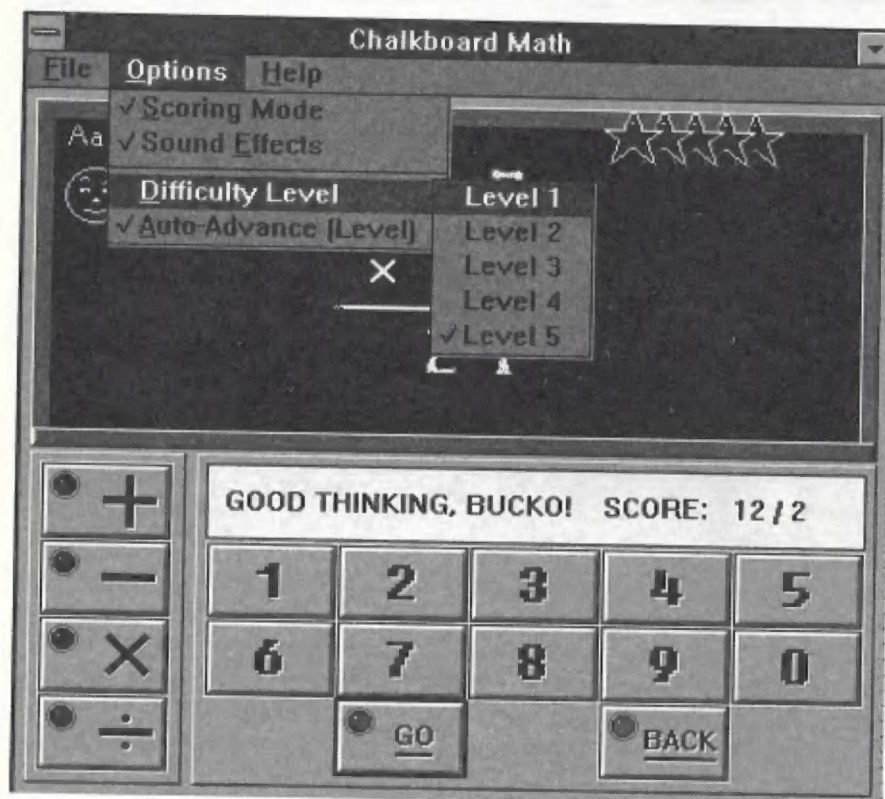 Chalkboard Math
File Options Help
✓ Scoring Mode
Aa ✓ Sound Effects
Difficulty Level
✓ Auto-Advance (Level)
Level 1
Level 2
Level 3
Level 4
✓ Level 5
×
+
GOOD THINKING, BUCKO! SCORE: 12 / 2
−
1 2 3 4 5
×
6 7 8 9 0
÷
GO BACK